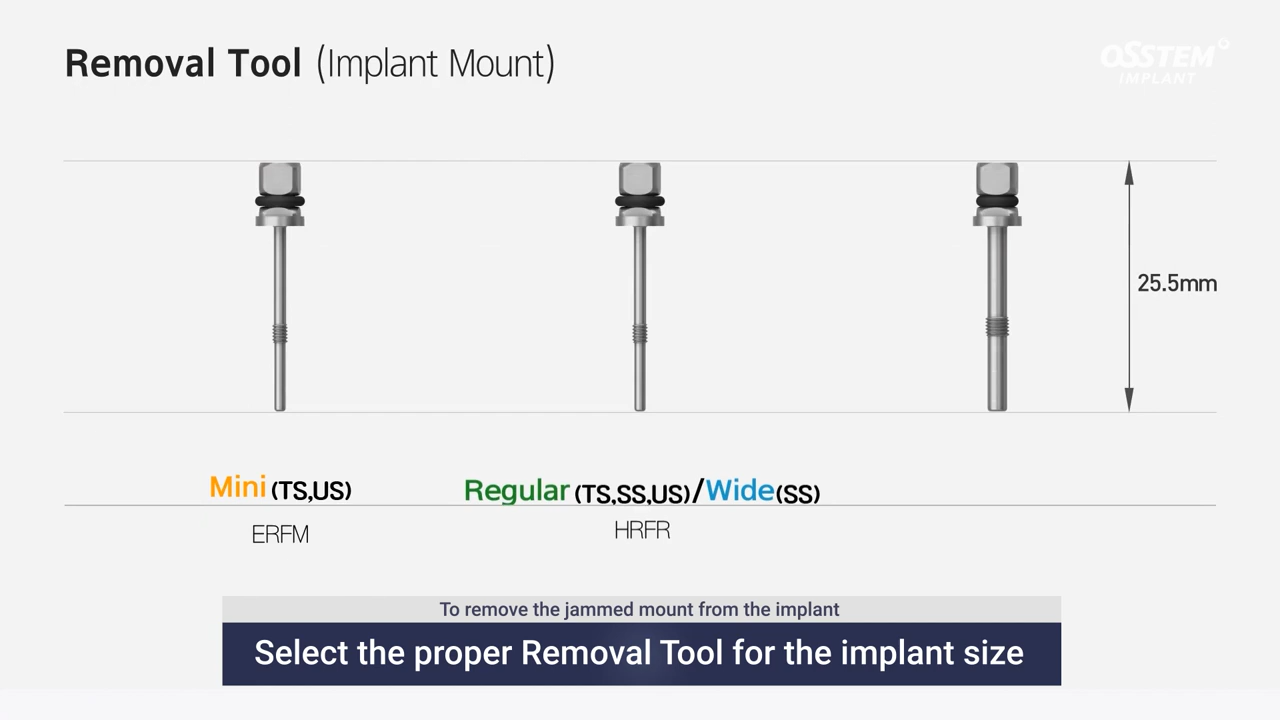 Removal Tool (Implant Mount)
OSSTEM
IMPLANT
25.5mm
Mini (TS,US)
Regular (TS,SS,US)/Wide(SS)
ERFM
HRFR
To remove the jammed mount from the implant
Select the proper Removal Tool for the implant size